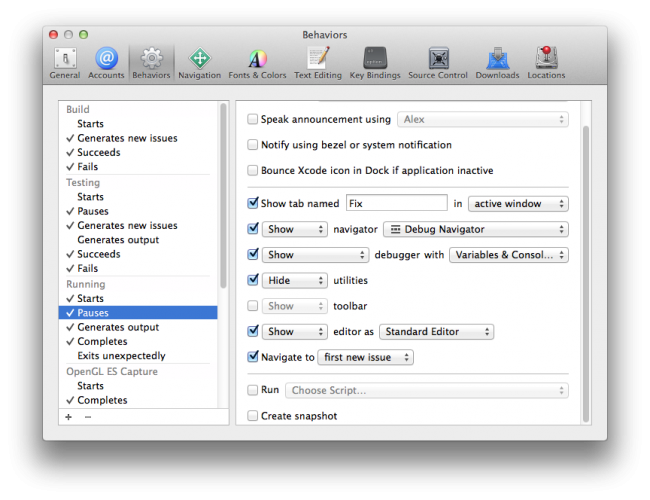 Behaviors
General Accounts Behaviors Navigation Fonts & Colors Text Editing Key Bindings Source Control Downloads Locations
Build
Starts
Generates new issues
Succeeds
Fails
Testing
Starts
Pauses
Generates new issues
Generates output
Succeeds
Fails
Running
Starts
Pauses
Generates output
Completes
Exits unexpectedly
OpenGL ES Capture
Starts
Completes
Speak announcement using Alex
Notify using bezel or system notification
Bounce Xcode icon in Dock if application inactive
Show tab named Fix in active window
Show navigator Debug Navigator
Show debugger with Variables & Consol...
Hide utilities
Show toolbar
Show editor as Standard Editor
Navigate to first new issue
Run Choose Script...
Create snapshot